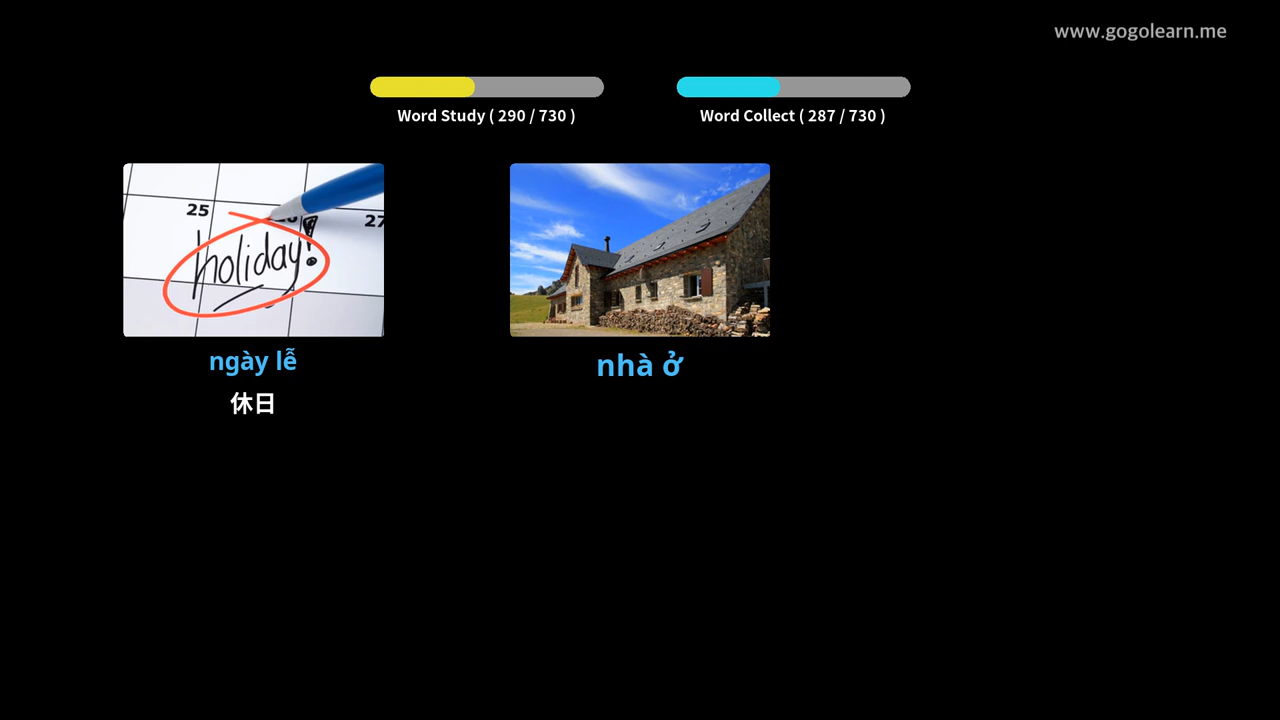 www.gogolearn.me
Word Study ( 290 / 730 )
Word Collect ( 287 / 730 )
25
27
holiday!
ngày lễ
休日
nhà ở